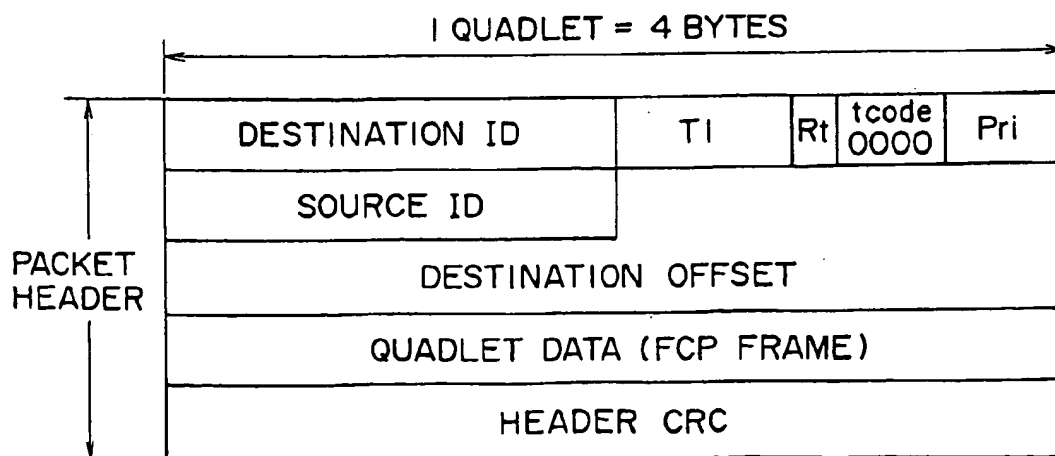 1 QUADLET = 4 BYTES
DESTINATION ID
T1
Rt
tcode
0000
Pri
SOURCE ID
PACKET
HEADER
DESTINATION OFFSET
QUADLET DATA (FCP FRAME)
HEADER CRC